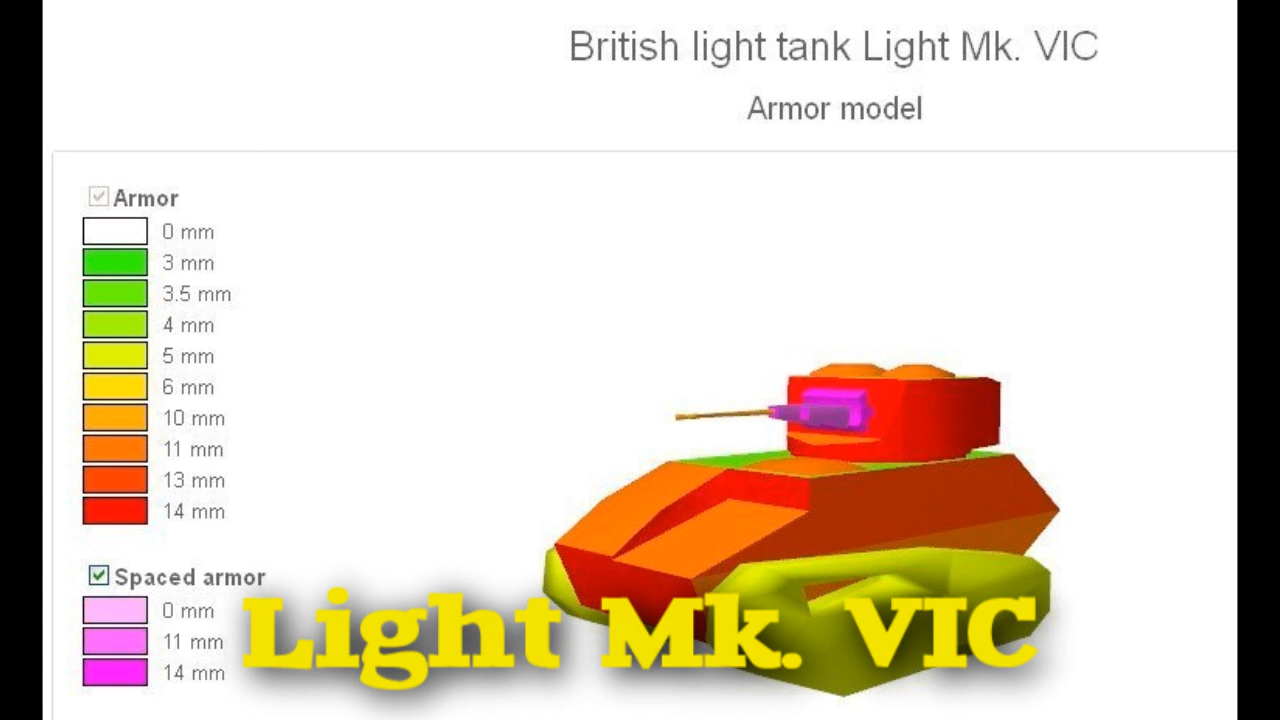 British light tank Light Mk. VIC
Armor model
Armor
0 mm
3 mm
3.5 mm
4 mm
5 mm
6 mm
10 mm
11 mm
13 mm
14 mm
Spaced armor
0 mm
11 mm
14 mm
Light Mk. VIC